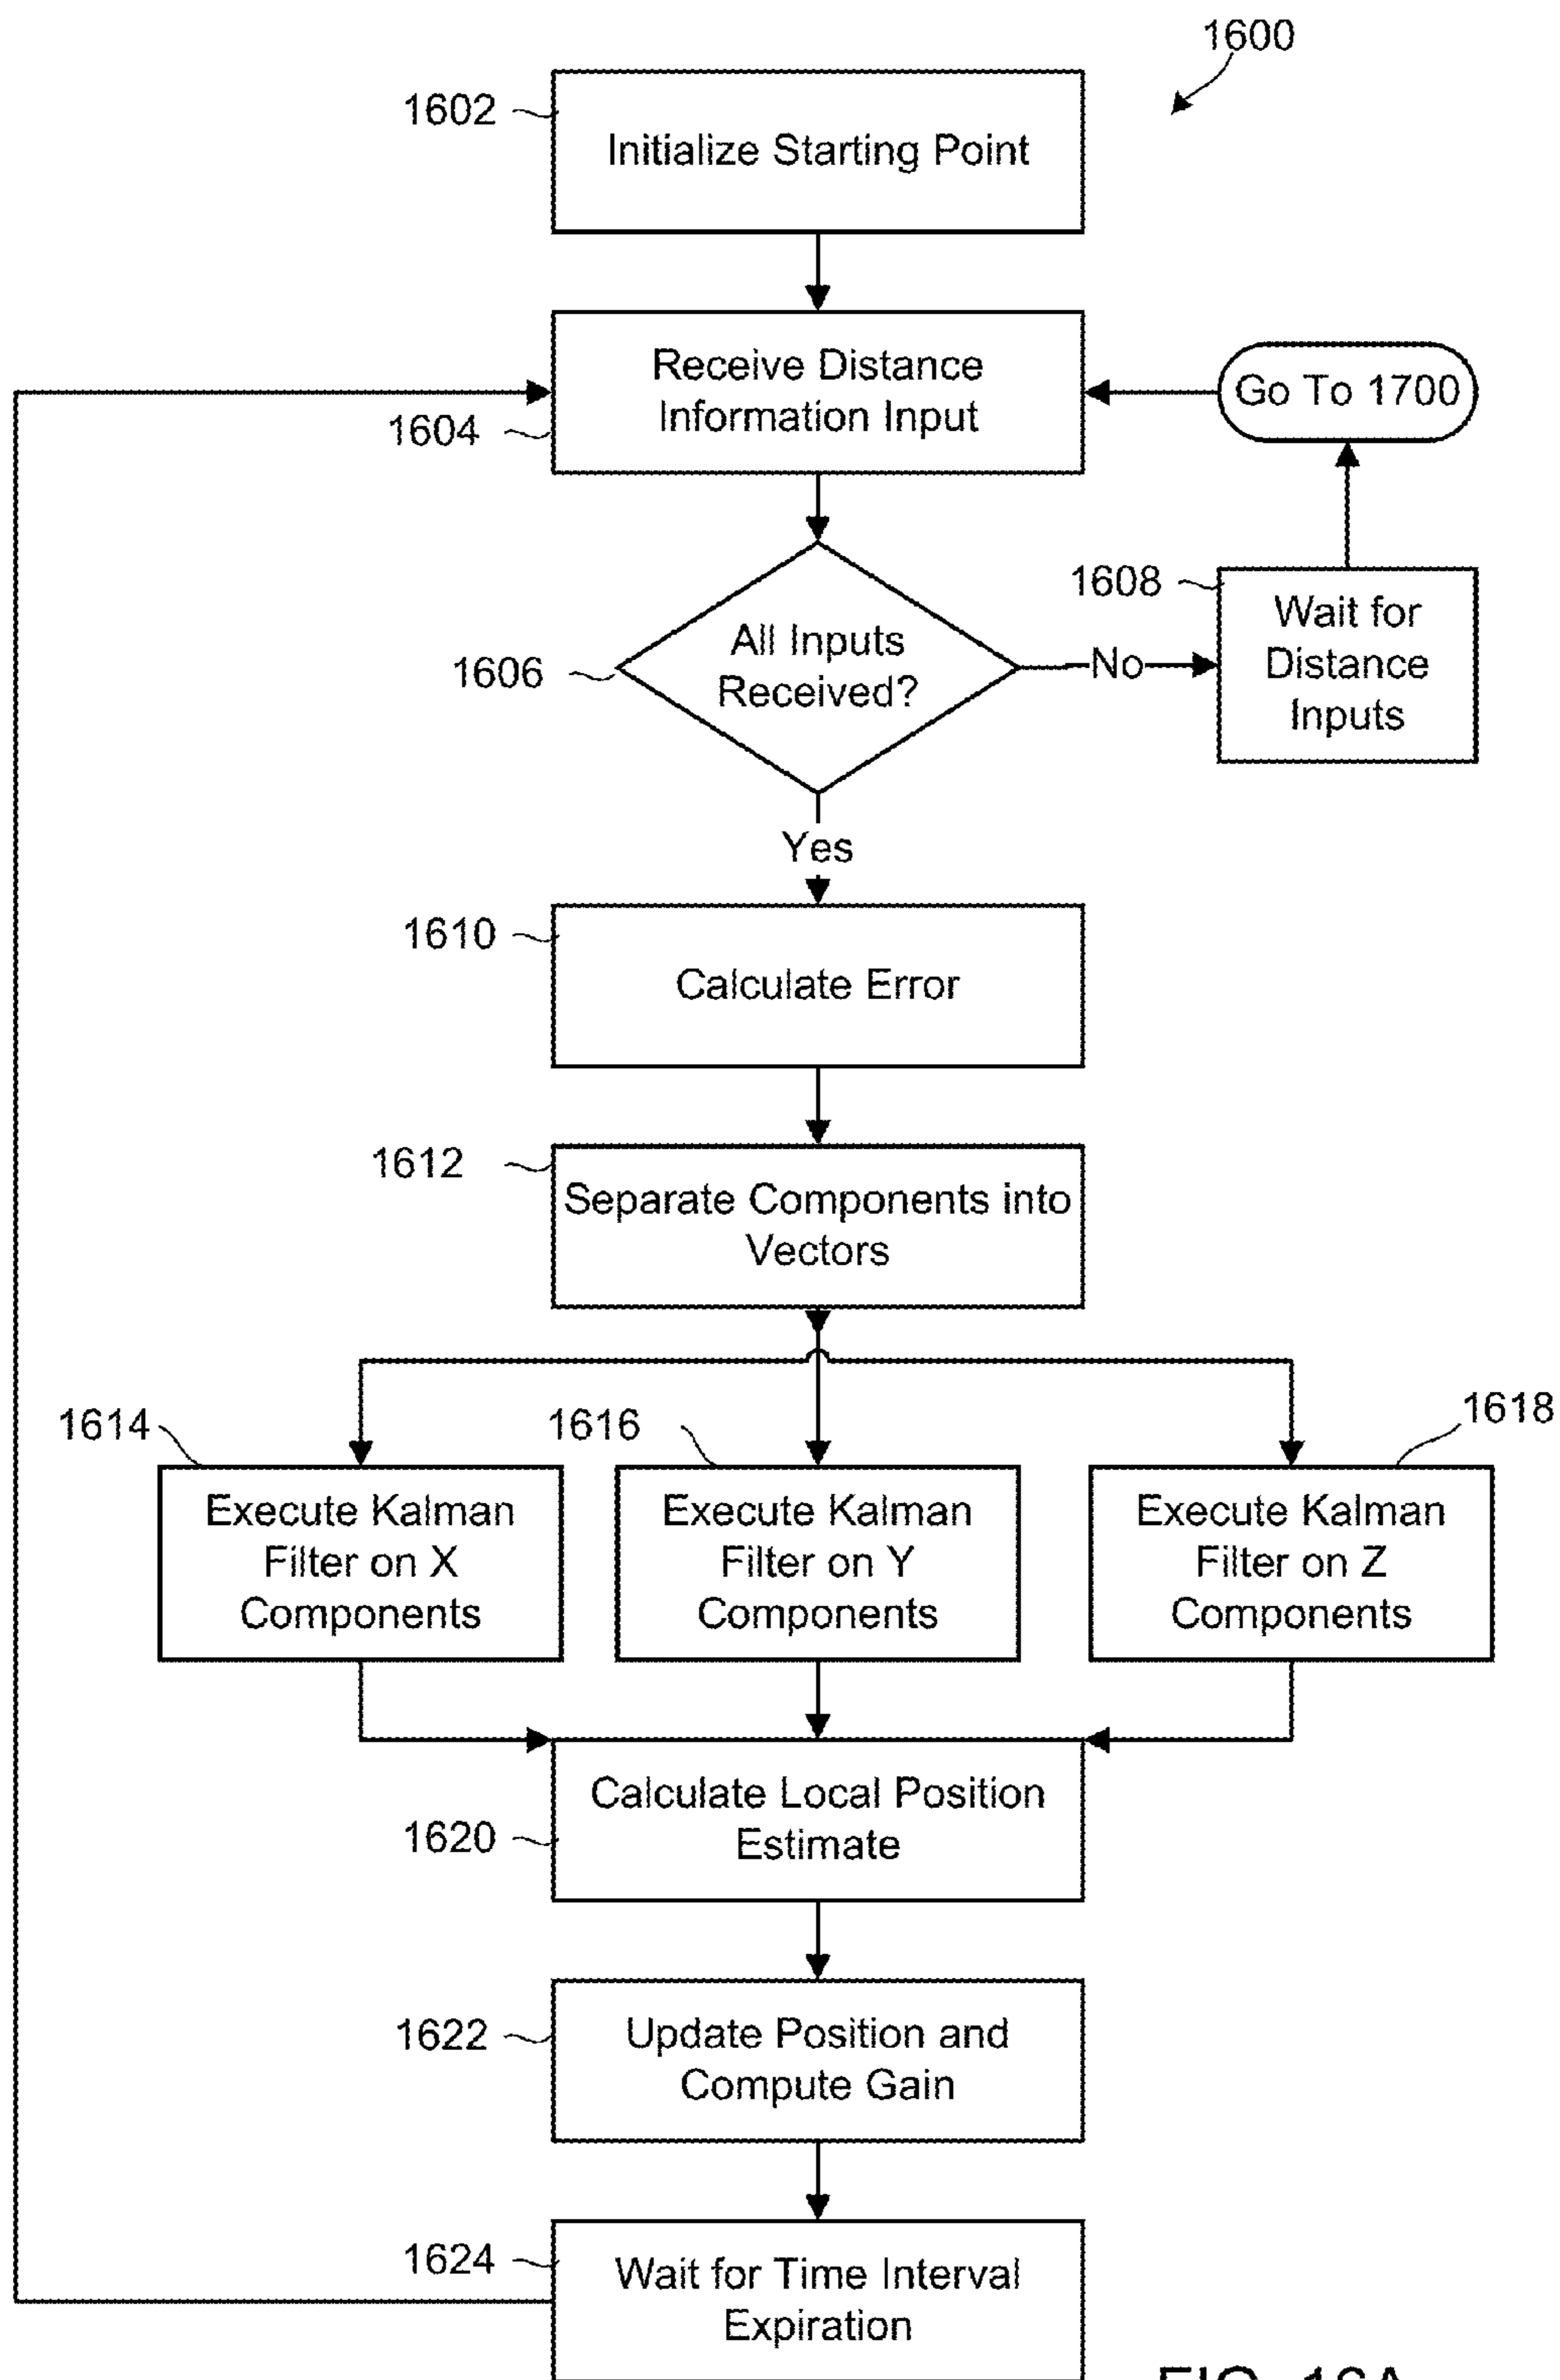 1600
1602
Initialize Starting Point
Receive Distance
Information Input
1604
Go To 1700
1606
All Inputs
Received?
No
1608
Wait for
Distance
Inputs
Yes
1610
Calculate Error
1612
Separate Components into
Vectors
1614
Execute Kalman
Filter on X
Components
1616
Execute Kalman
Filter on Y
Components
1618
Execute Kalman
Filter on Z
Components
Calculate Local Position
Estimate
1620
1622
Update Position and
Compute Gain
1624
Wait for Time Interval
Expiration
FIG. 16A